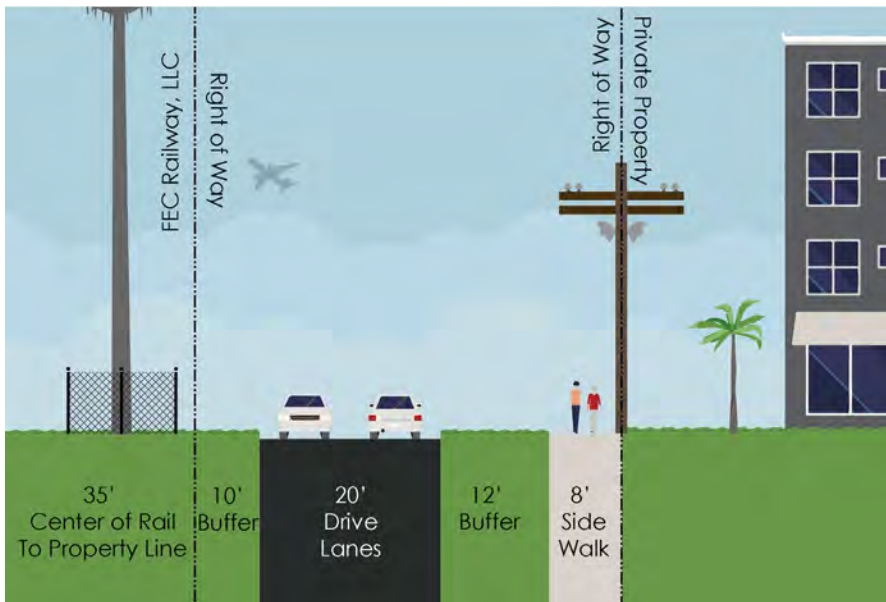 FEC Railway, LLC
Right of Way
Right of Way
Private Property
35’
Center of Rail
To Property Line
10’
Buffer
20’
Drive
Lanes
12’
Buffer
8’
Side
Walk